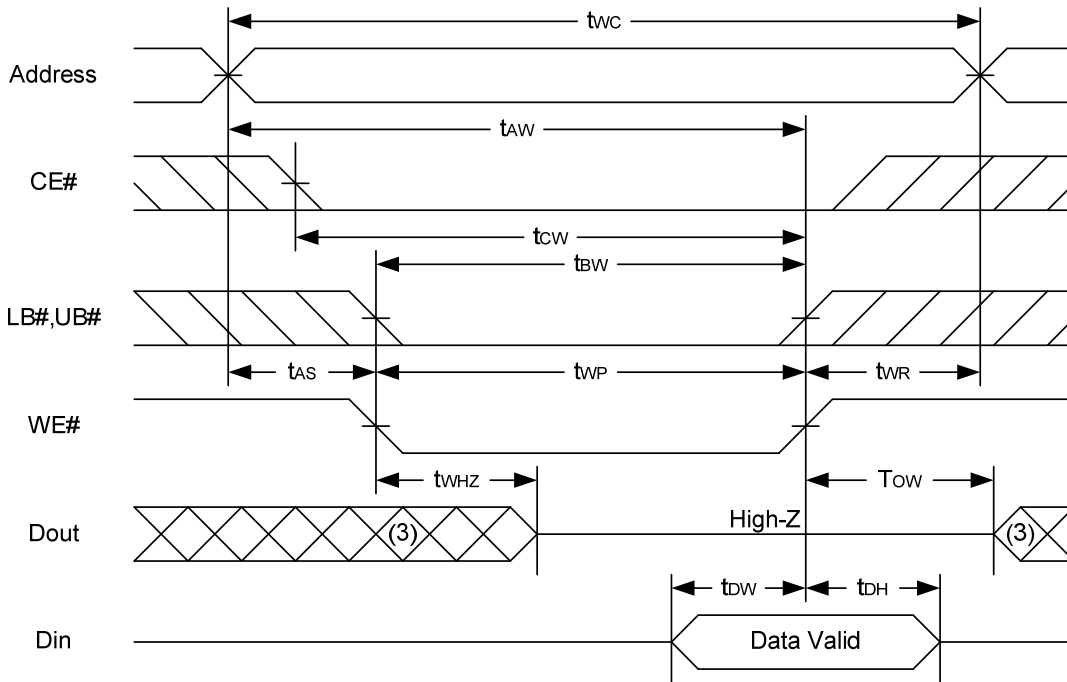 tWC
Address
tAW
CE#
tCW
tBW
LB#,UB#
tAS tWP tWR
WE#
tWHZ TOW
Dout (3) High-Z (3)
tDW tDH
Din Data Valid